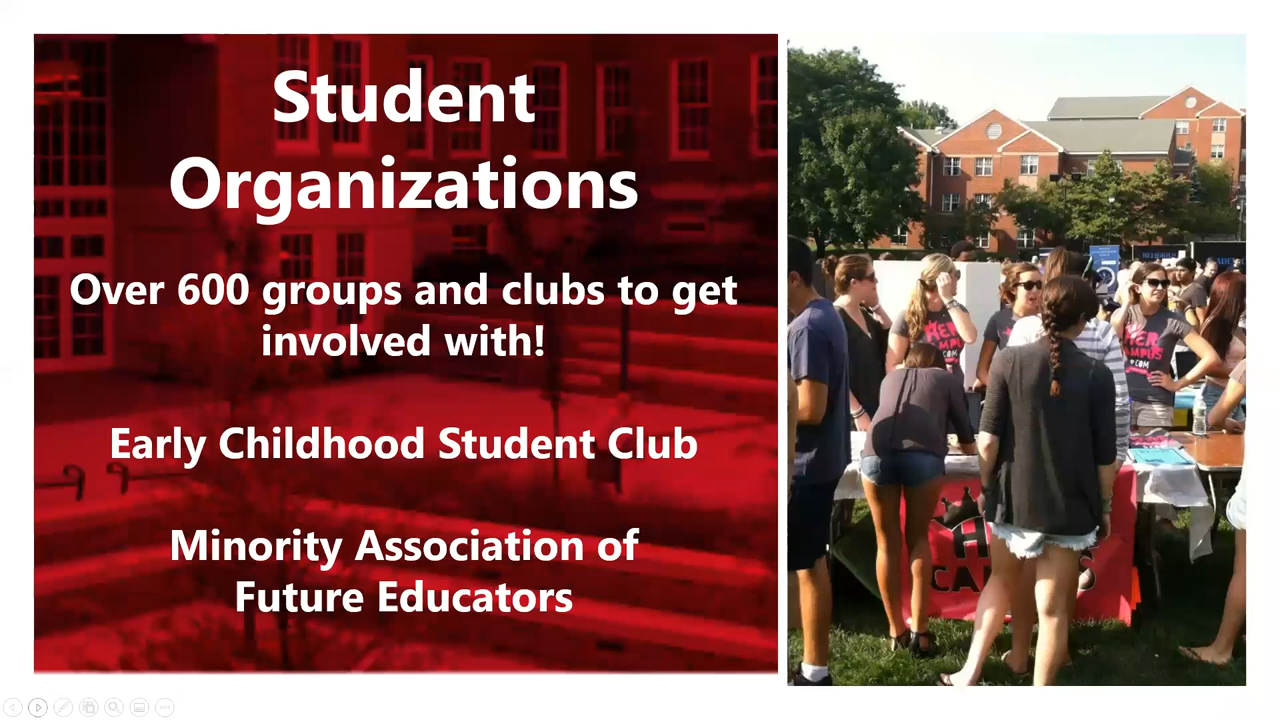 Student
Organizations
Over 600 groups and clubs to get
involved with!
Early Childhood Student Club
Minority Association of
Future Educators
HER
CAMPUS
.COM